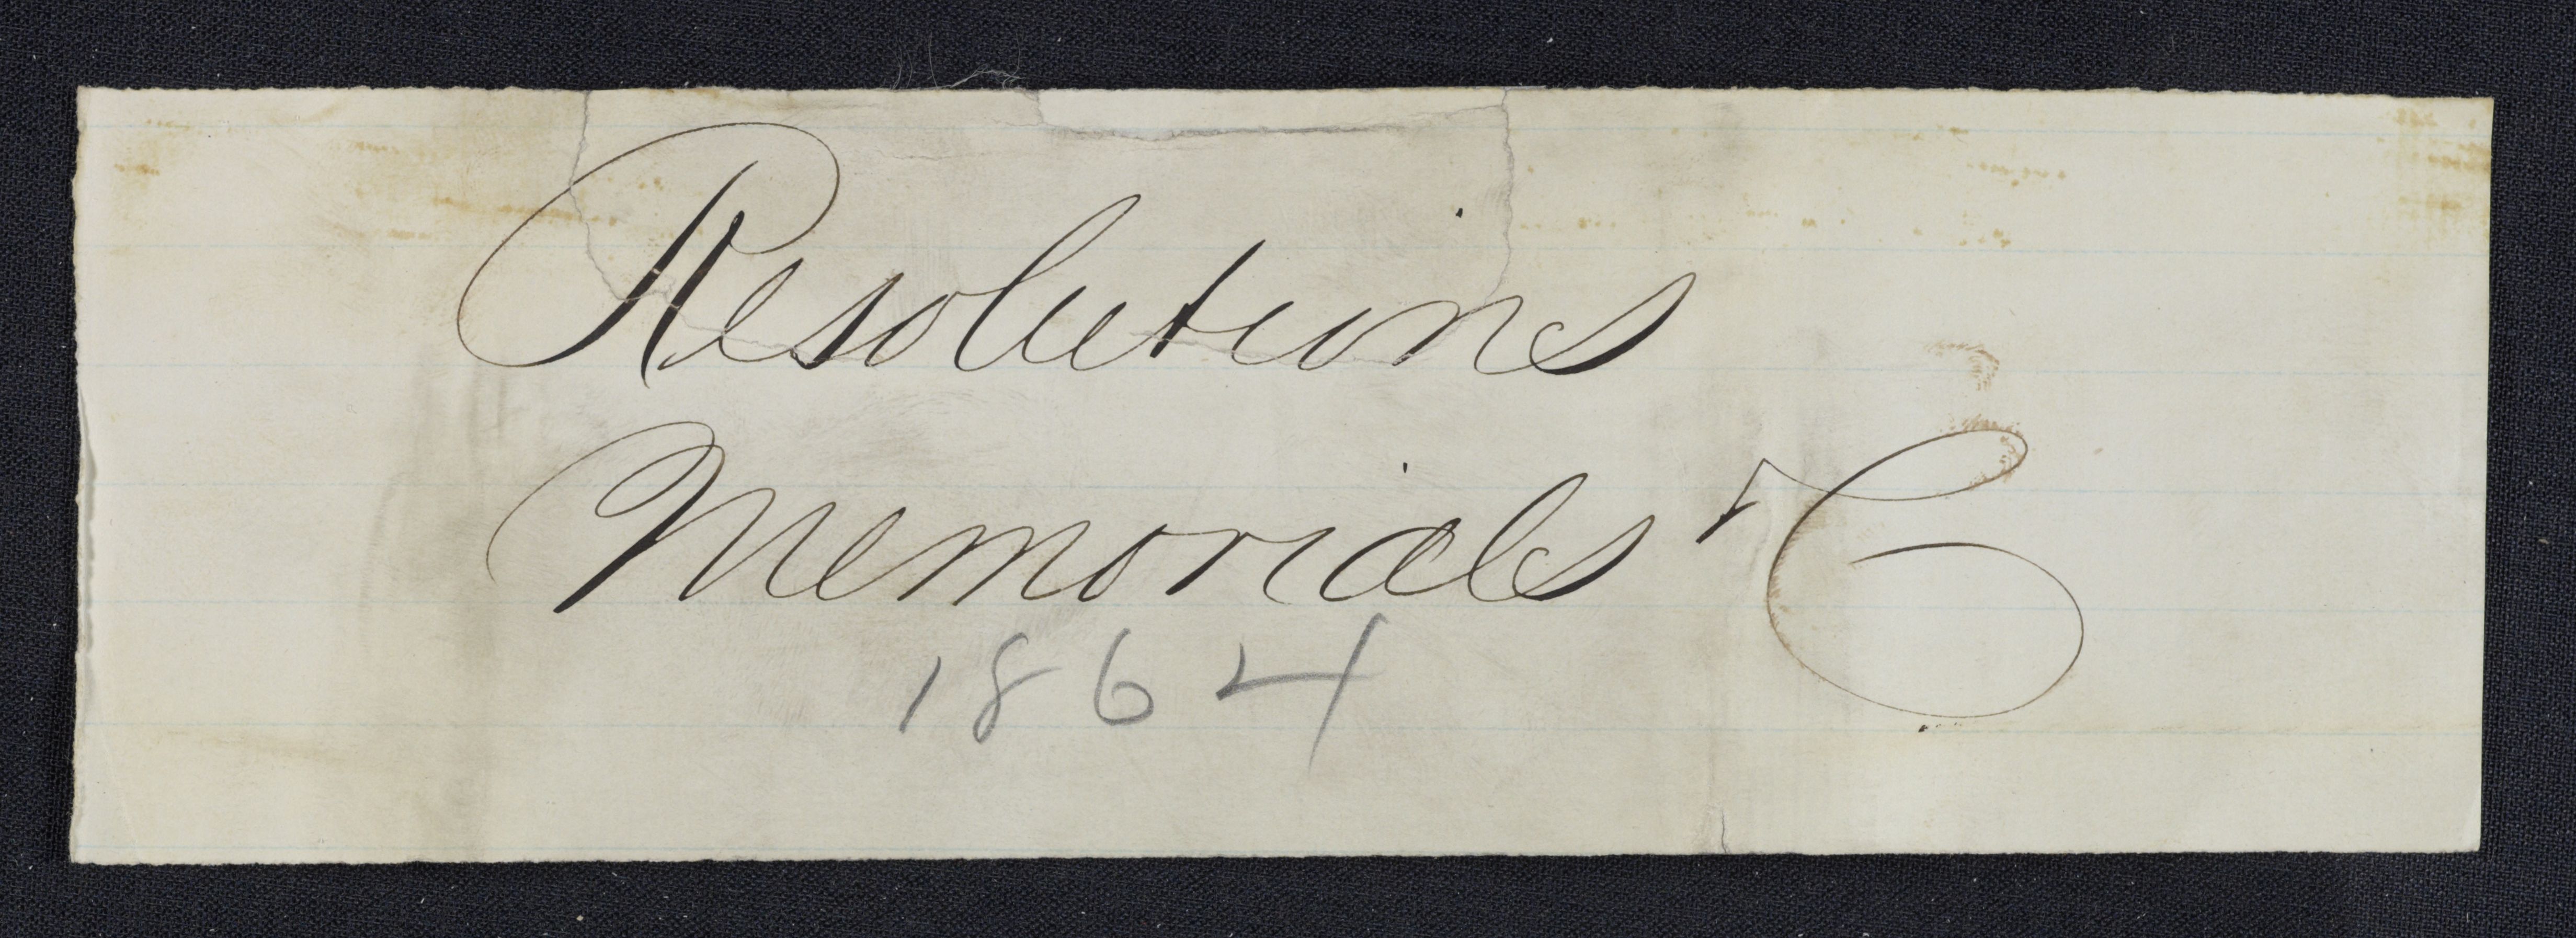 Resolutions
Memorials &C
1864